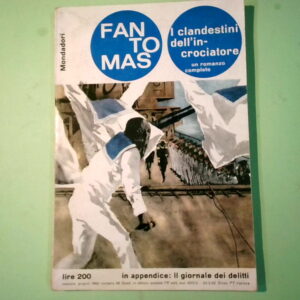 Mondadori
FAN
TO
MAS
I clandestini
dell'in-
crociatore
un romanzo
completo
lire 200
in appendice: Il giornale dei delitti